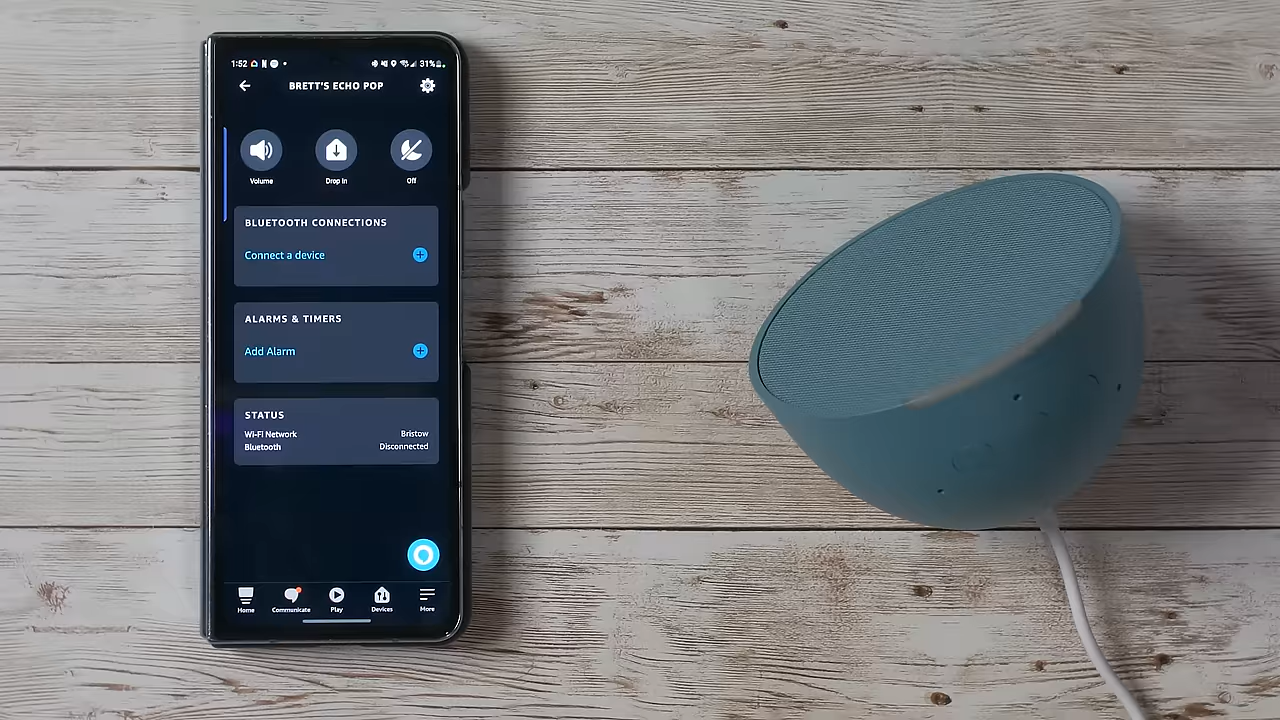 1:52 31%
BRETT'S ECHO POP
Volume Drop In Off
BLUETOOTH CONNECTIONS
Connect a device
ALARMS & TIMERS
Add Alarm
STATUS
Wi-Fi Network Bristow
Bluetooth Disconnected
Home Communicate Play Devices More